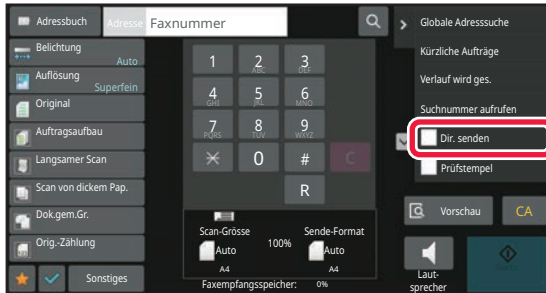 Adressbuch
Adresse
Faxnummer
Globale Adresssuche
Kürzliche Aufträge
Verlauf wird ges.
Suchnummer aufrufen
Dir. senden
Prüfstempel
Belichtung
Auto
Auflösung
Superfein
Original
Auftragsaufbau
Langsamer Scan
Scan von dickem Pap.
Dok.gem.Gr.
Orig.-Zählung
Sonstiges
1 2 3
ABC DEF
4 5 6
GHI JKL MNO
7 8 9
PQRS TUV WXYZ
0 # C
R
Scan-Grösse Sende-Format
Auto 100% Auto
A4 A4
Faxempfangsspeicher: 0%
Vorschau CA
Laut-
sprecher